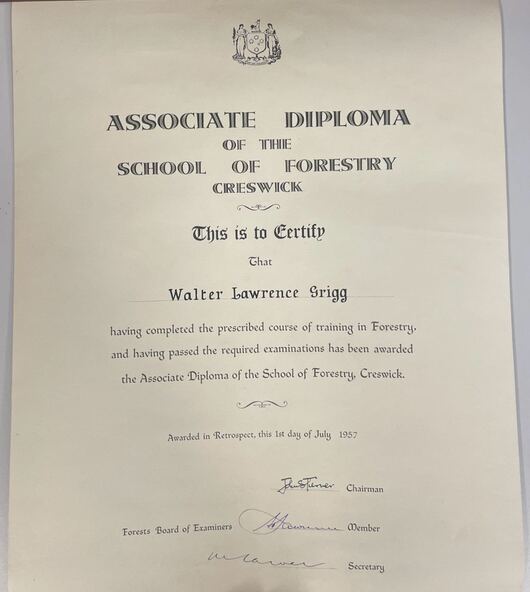 ASSOCIATE DIPLOMA
OF THE
SCHOOL OF FORESTRY
CRESWICK
This is to Certify
That
Walter Lawrence Grigg
having completed the prescribed course of training in Forestry,
and having passed the required examinations has been awarded
the Associate Diploma of the School of Forestry, Creswick.
Awarded in Retrospect, this 1st day of July 1957
Chairman
Forests Board of Examiners Member
Secretary